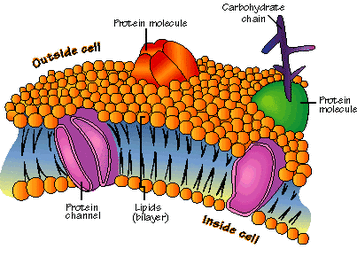 Carbohydrate
chain
Protein molecule
Outside cell
Protein
molecule
Protein
channel
Lipids
(bilayer)
Inside cell